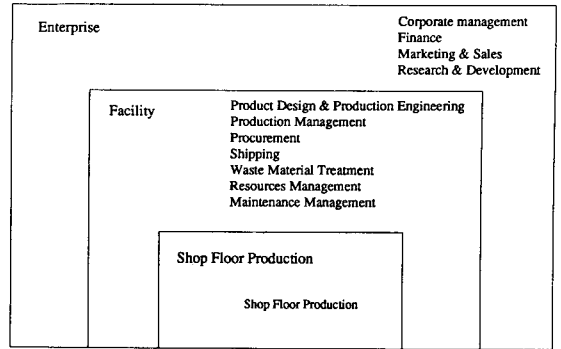 Enterprise
Corporate management
Finance
Marketing & Sales
Research & Development
Facility
Product Design & Production Engineering
Production Management
Procurement
Shipping
Waste Material Treatment
Resources Management
Maintenance Management
Shop Floor Production
Shop Floor Production